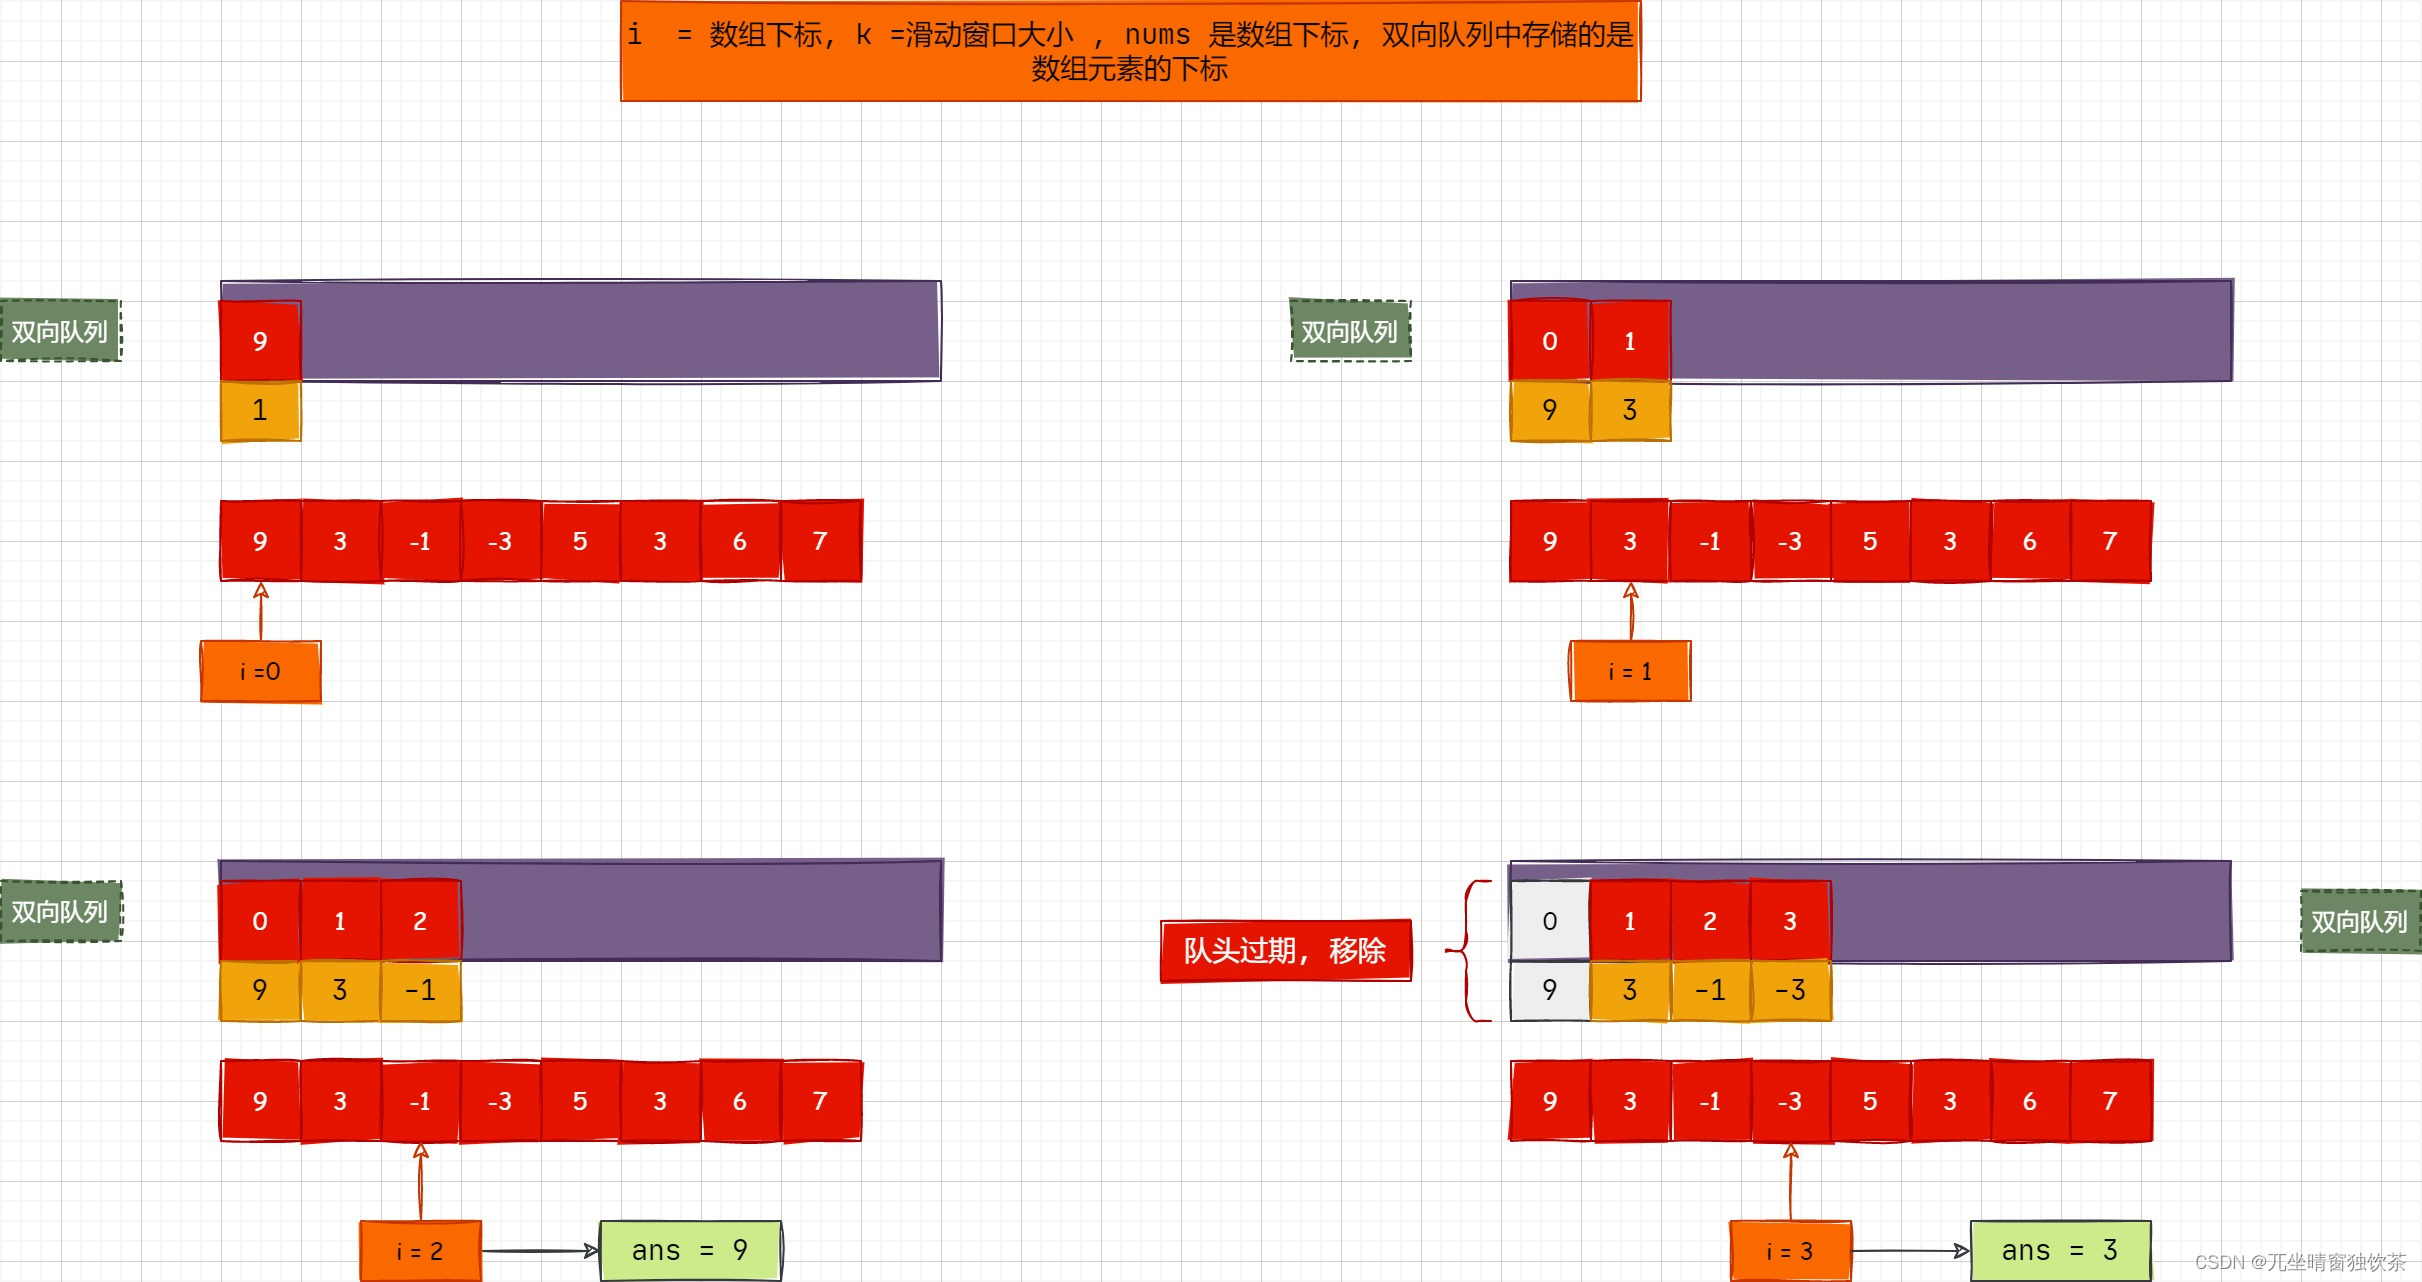 i = 数组下标, k =滑动窗口大小 , nums 是数组下标, 双向队列中存储的是
数组元素的下标
双向队列
9
1
9 3 -1 -3 5 3 6 7
i =0
双向队列
0 1
9 3
9 3 -1 -3 5 3 6 7
i = 1
双向队列
0 1 2
9 3 -1
9 3 -1 -3 5 3 6 7
i = 2
ans = 9
队头过期, 移除
0 1 2 3
9 3 -1 -3
双向队列
9 3 -1 -3 5 3 6 7
i = 3
ans = 3
CSDN @兀坐晴窗独饮茶